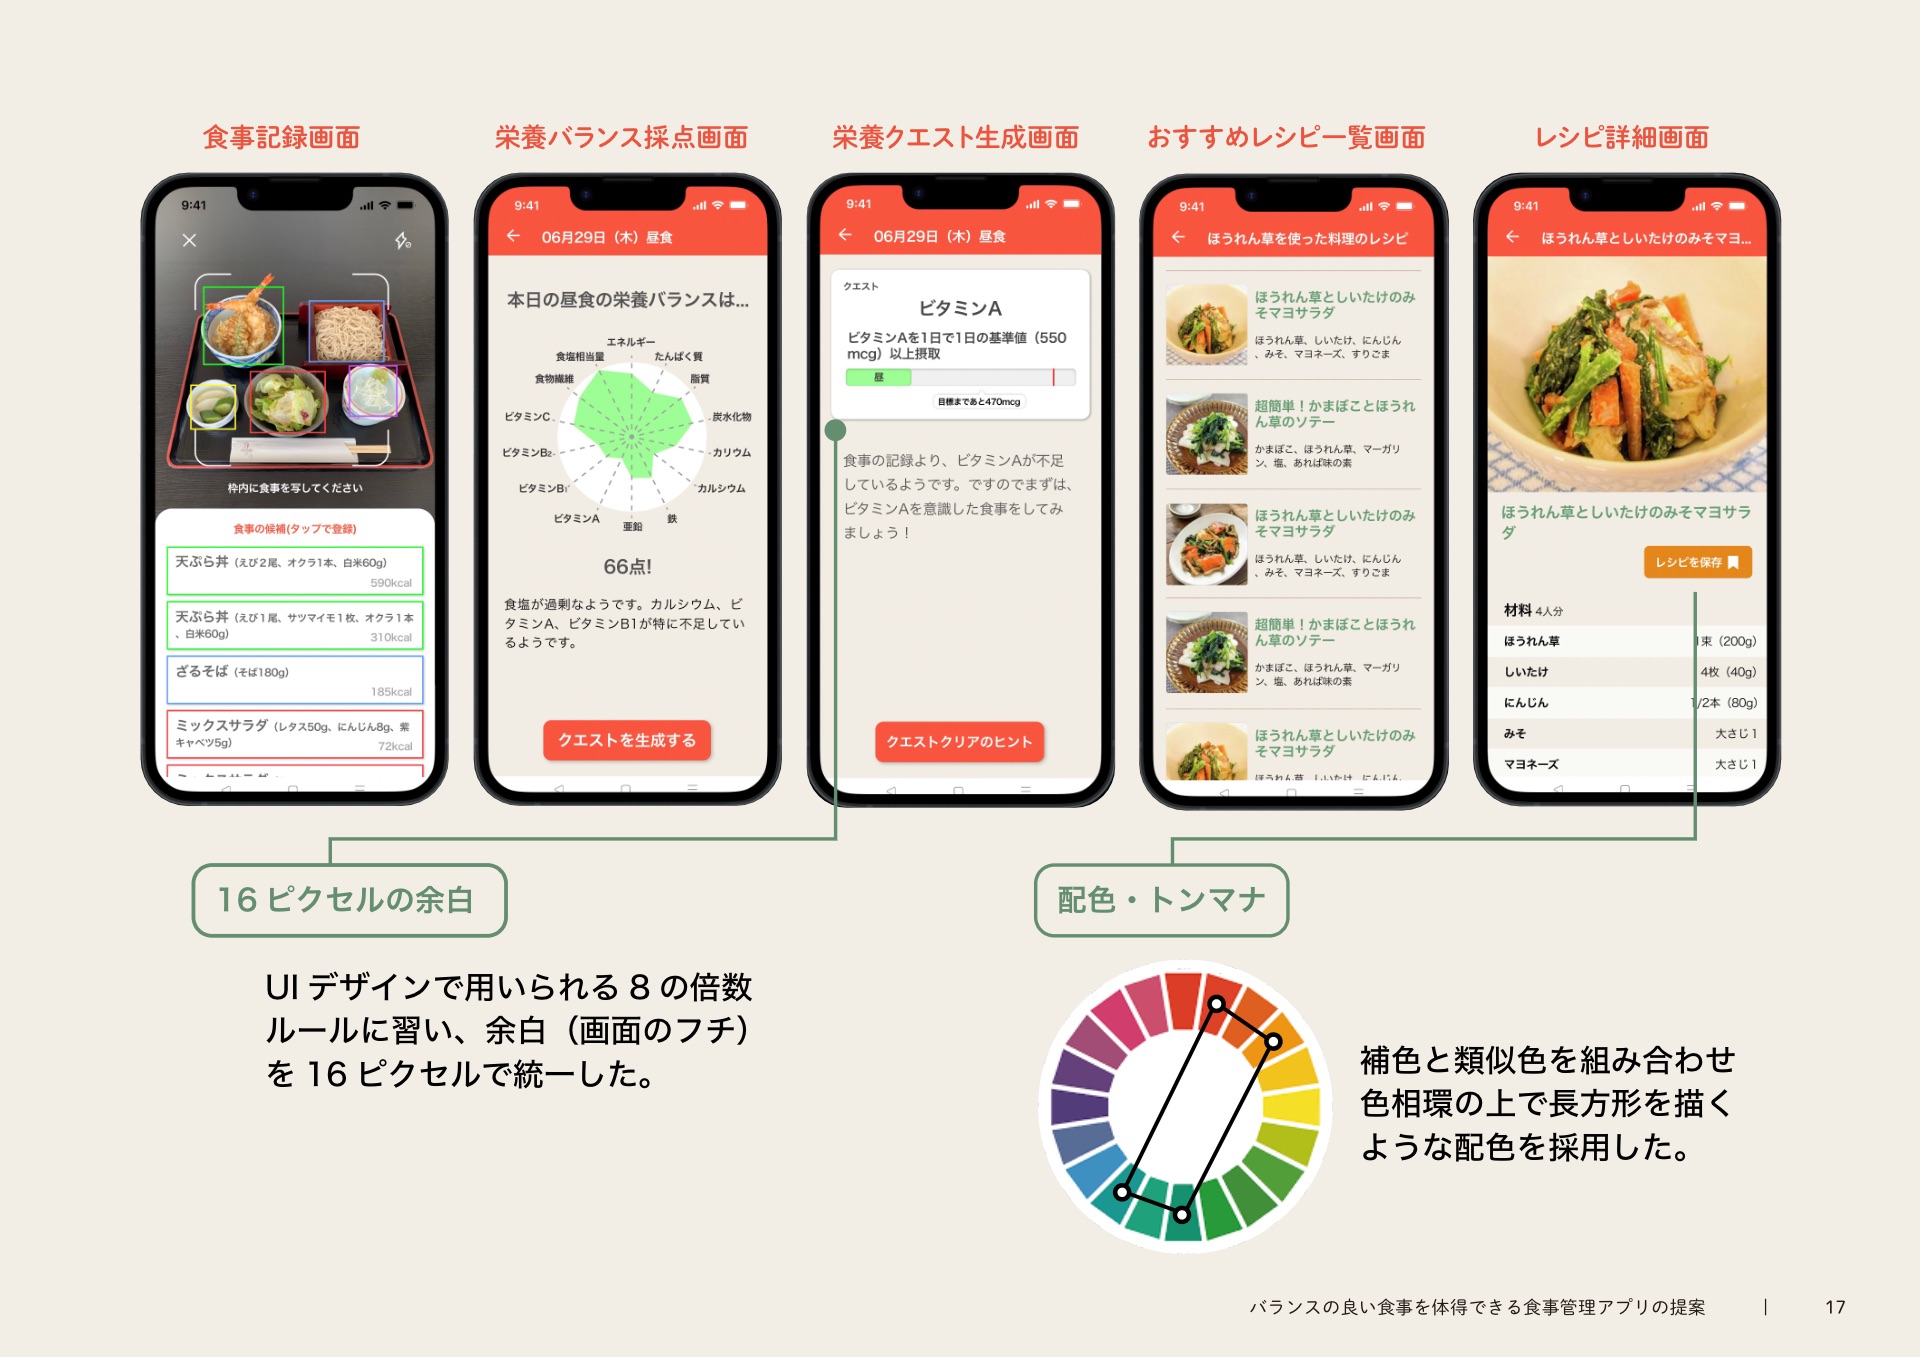 食事記録画面
9:41
枠内に食事を写してください
食事の候補(タップで登録)
天ぷら丼（えび２尾、オクラ1本、白米60g）
590kcal
天ぷら丼（えび１尾、サツマイモ１枚、オクラ１本
、白米60g）
310kcal
ざるそば（そば180g）
185kcal
ミックスサラダ（レタス50g、にんじん8g、紫
キャベツ5g）
72kcal
栄養バランス採点画面
9:41
06月29日（木）昼食
本日の昼食の栄養バランスは...
エネルギー
たんぱく質
脂質
炭水化物
カリウム
カルシウム
鉄
亜鉛
ビタミンA
ビタミンB1
ビタミンB2
ビタミンC
食物繊維
食塩相当量
66点!
食塩が過剰なようです。カルシウム、ビ
タミンA、ビタミンB1が特に不足してい
るようです。
クエストを生成する
栄養クエスト生成画面
9:41
06月29日（木）昼食
クエスト
ビタミンA
ビタミンAを1日で1日の基準値（550
mcg）以上摂取
昼
目標まであと470mcg
食事の記録より、ビタミンAが不足
しているようです。ですのでまずは、
ビタミンAを意識した食事をしてみ
ましょう！
クエストクリアのヒント
おすすめレシピ一覧画面
9:41
ほうれん草を使った料理のレシピ
ほうれん草としいたけのみ
そマヨサラダ
ほうれん草、しいたけ、にんじん
、みそ、マヨネーズ、すりごま
超簡単！かまぼことほうれ
ん草のソテー
かまぼこ、ほうれん草、マーガリ
ン、塩、あれば味の素
ほうれん草としいたけのみ
そマヨサラダ
ほうれん草、しいたけ、にんじん
、みそ、マヨネーズ、すりごま
超簡単！かまぼことほうれ
ん草のソテー
かまぼこ、ほうれん草、マーガリ
ン、塩、あれば味の素
ほうれん草としいたけのみ
そマヨサラダ
ほうれん草、しいたけ、にんじん
レシピ詳細画面
9:41
ほうれん草としいたけのみそマヨ...
ほうれん草としいたけのみそマヨサラ
ダ
レシピを保存
材料 4人分
ほうれん草 1束（200g）
しいたけ 4枚（40g）
にんじん 1/2本（80g）
みそ 大さじ1
マヨネーズ 大さじ1
16 ピクセルの余白
UI デザインで用いられる 8 の倍数
ルールに習い、余白（画面のフチ）
を 16 ピクセルで統一した。
配色・トンマナ
補色と類似色を組み合わせ
色相環の上で長方形を描く
ような配色を採用した。
バランスの良い食事を体得できる食事管理アプリの提案 | 17